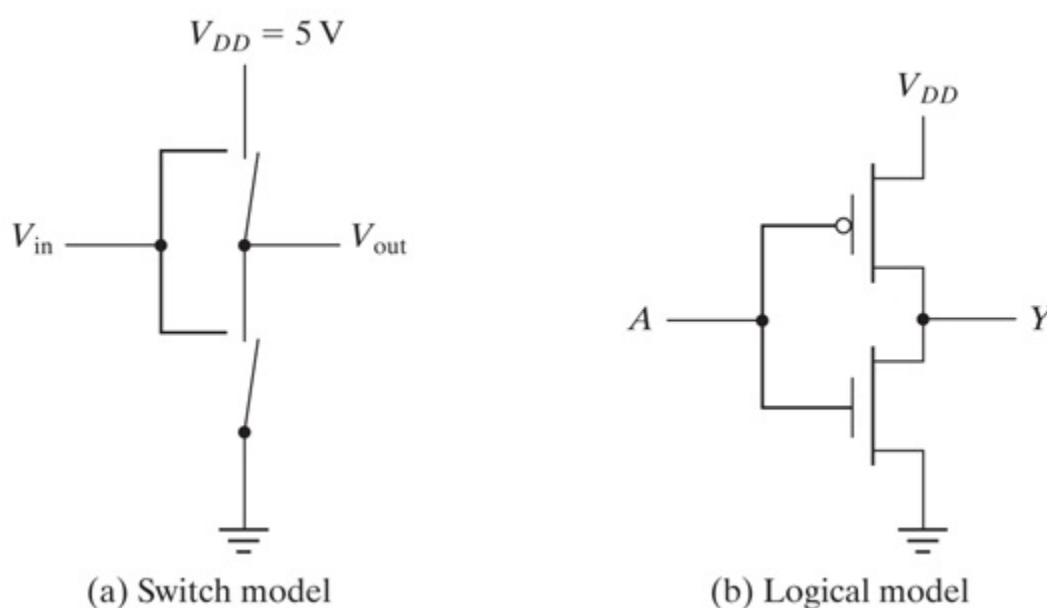 V_DD = 5 V
V_in
V_out
(a) Switch model
V_DD
A
Y
(b) Logical model